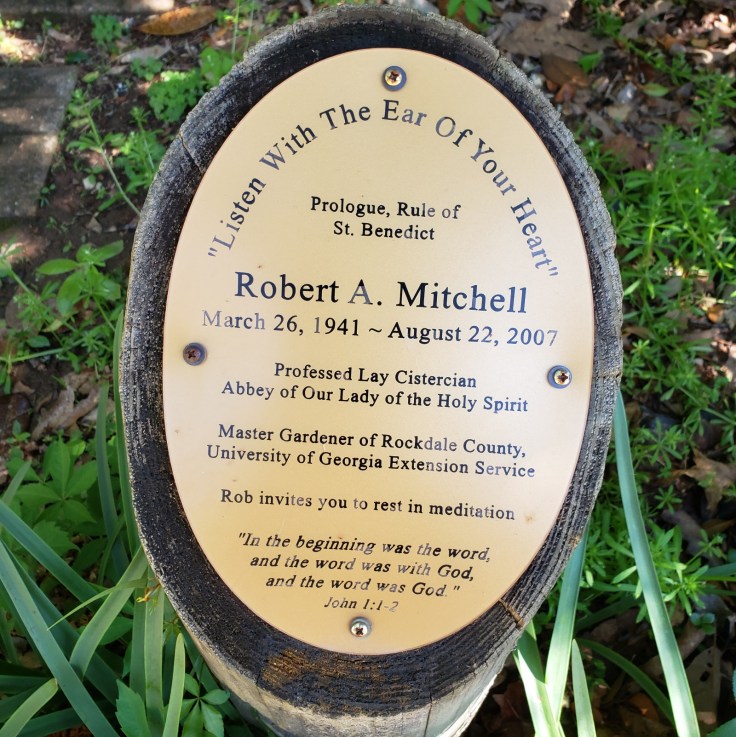 "Listen With The Ear Of Your Heart"
Prologue, Rule of
St. Benedict
Robert A. Mitchell
March 26, 1941 ~ August 22, 2007
Professed Lay Cistercian
Abbey of Our Lady of the Holy Spirit
Master Gardener of Rockdale County,
University of Georgia Extension Service
Rob invites you to rest in meditation
"In the beginning was the word,
and the word was with God,
and the word was God."
John 1:1-2